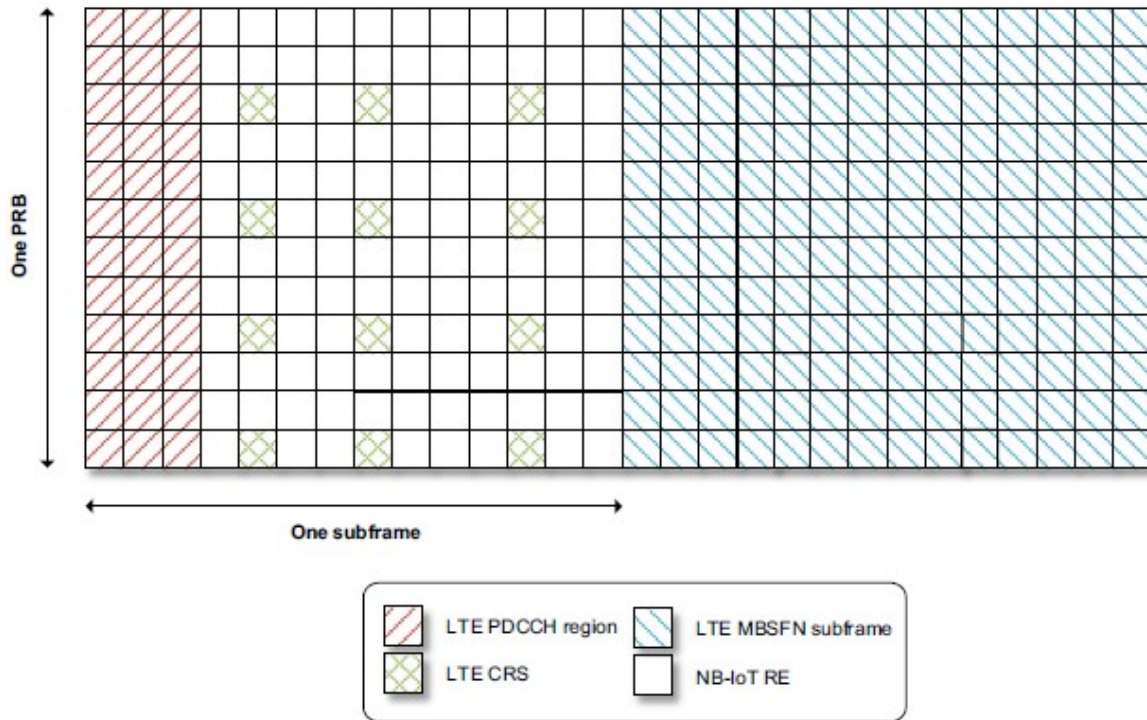 One PRB
One subframe
LTE PDCCH region
LTE MBSFN subframe
LTE CRS
NB-IoT RE